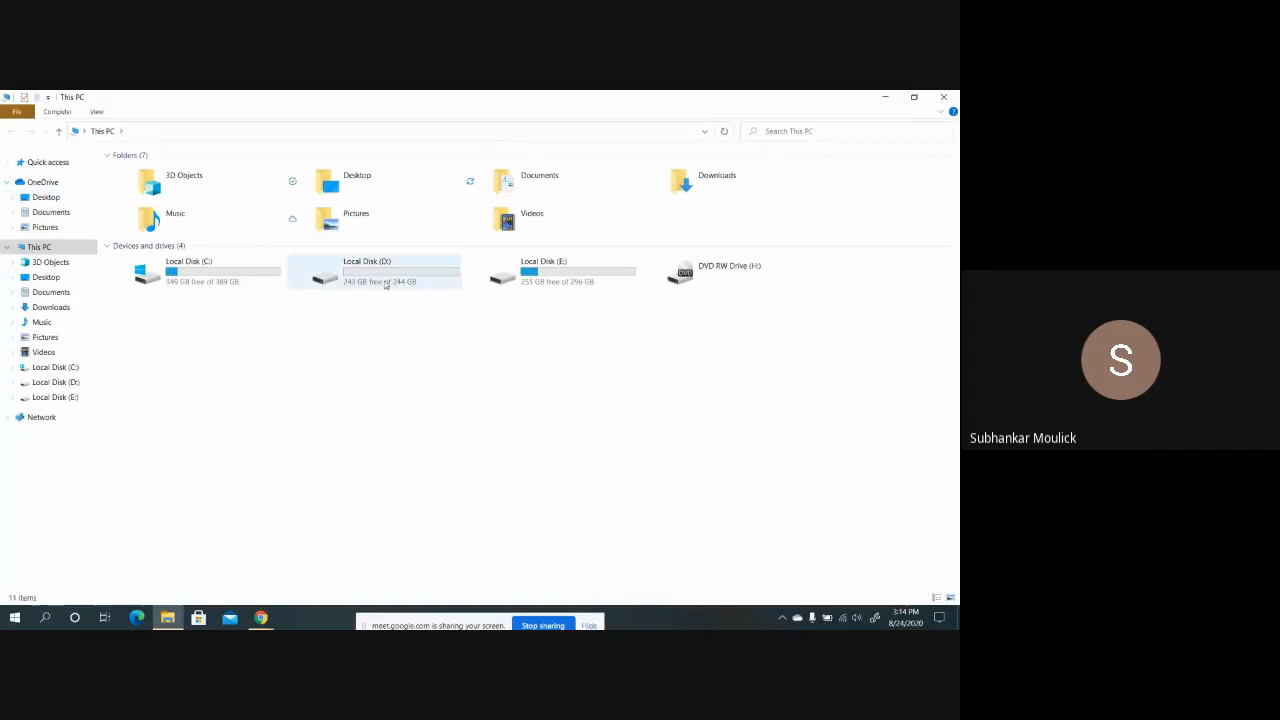 This PC
File Computer View
This PC
Search This PC
Quick access
OneDrive
Desktop
Documents
Pictures
This PC
3D Objects
Desktop
Documents
Downloads
Music
Pictures
Videos
Local Disk (C:)
Local Disk (D:)
Local Disk (E:)
Network
Folders (7)
3D Objects
Desktop
Documents
Downloads
Music
Pictures
Videos
Devices and drives (4)
Local Disk (C:)
349 GB free of 389 GB
Local Disk (D:)
243 GB free of 244 GB
Local Disk (E:)
251 GB free of 296 GB
DVD
DVD RW Drive (H:)
11 items
meet.google.com is sharing your screen. Stop sharing Hide
3:14 PM
8/24/2020
S
Subhankar Moulick